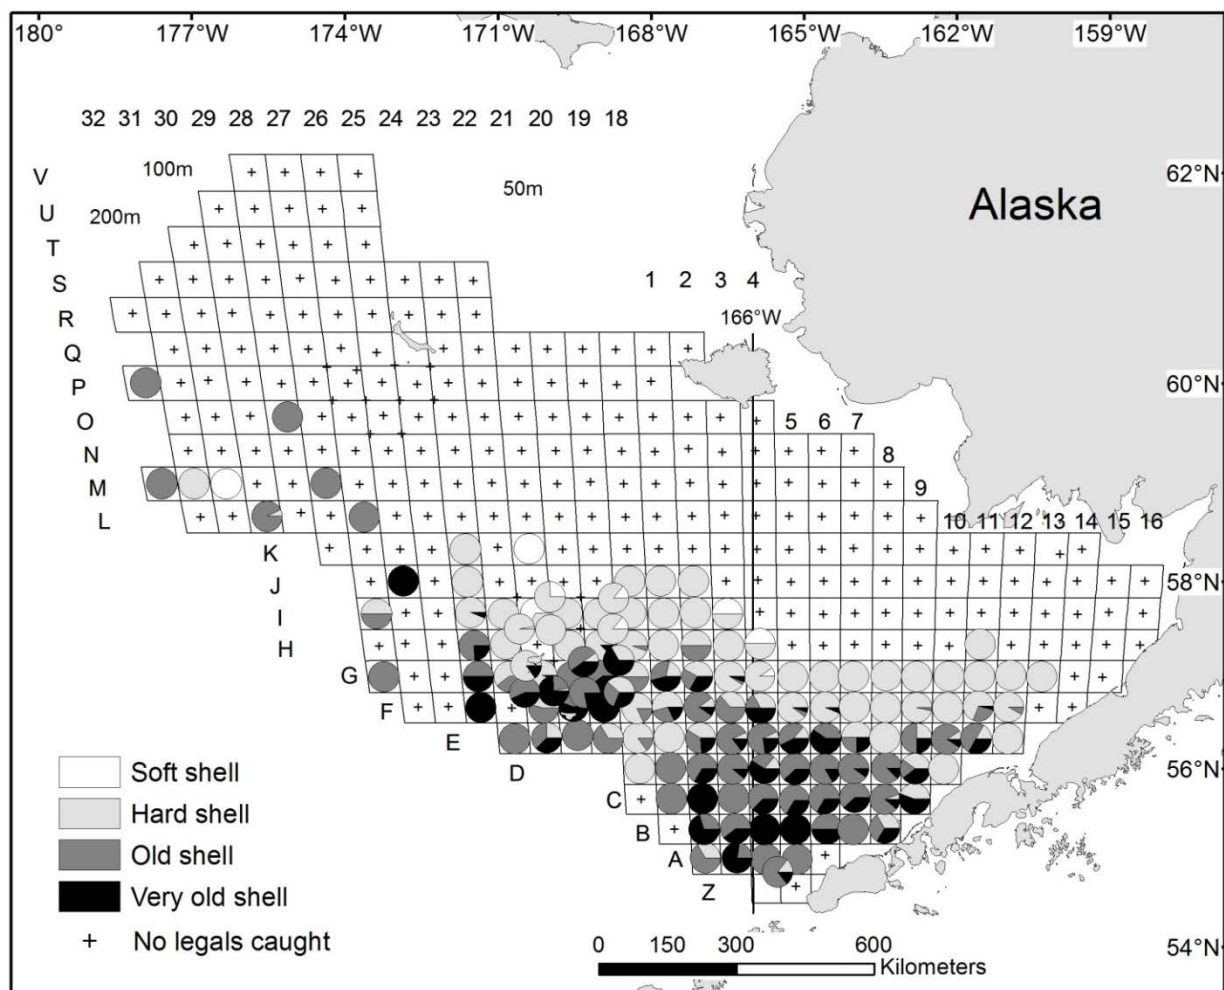 180° 177°W 174°W 171°W 168°W 165°W 162°W 159°W
32 31 30 29 28 27 26 25 24 23 22 21 20 19 18
100m
50m
200m
62°N
Alaska
V
U
T
S
R
Q
P
O
N
M
L
K
J
I
H
G
F
E
D
C
B
A
Z
1 2 3 4
166°W
60°N
5 6 7
8
9
10 11 12 13 14 15 16
58°N
56°N
54°N
Soft shell
Hard shell
Old shell
Very old shell
+ No legals caught
0 150 300 600
Kilometers